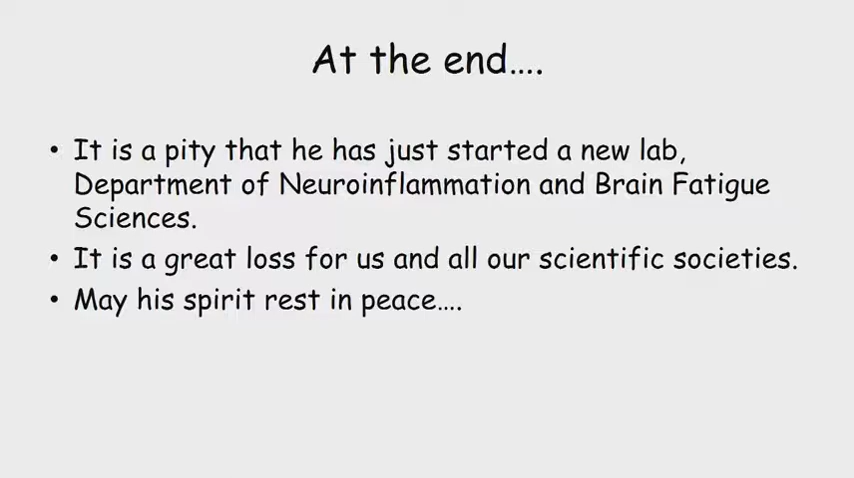 At the end....
• It is a pity that he has just started a new lab,
Department of Neuroinflammation and Brain Fatigue
Sciences.
• It is a great loss for us and all our scientific societies.
• May his spirit rest in peace....